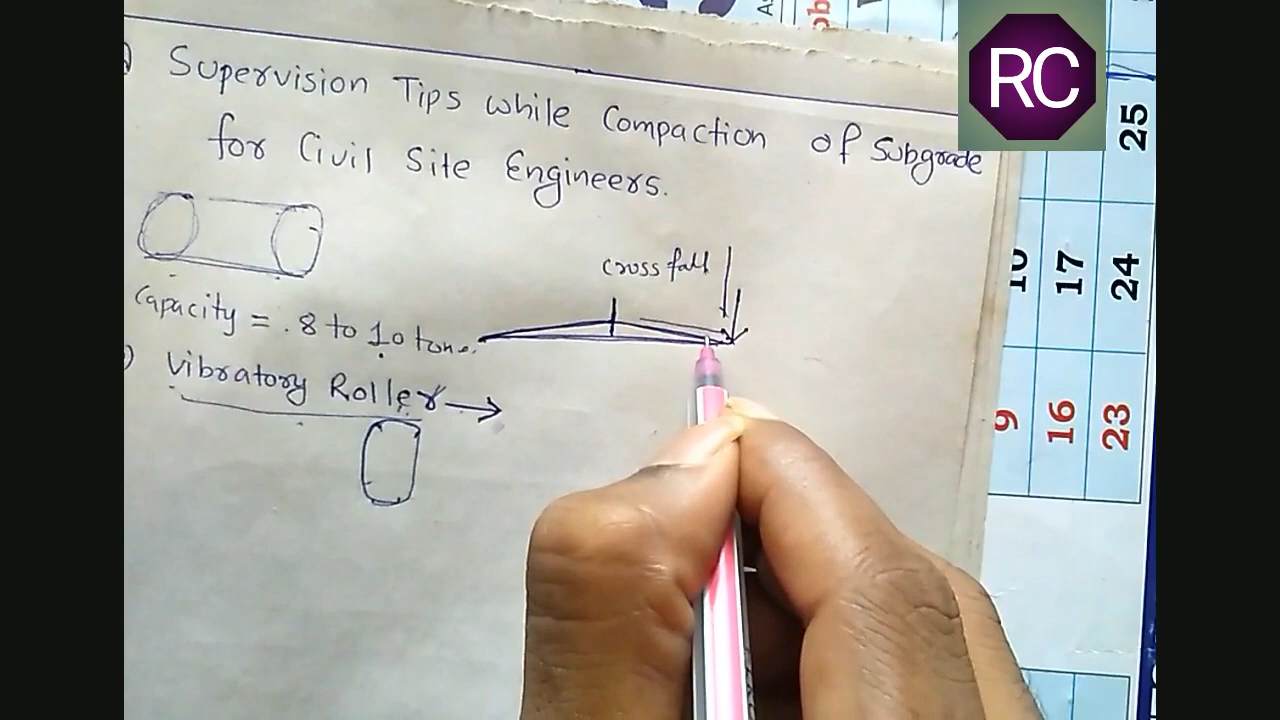 Supervision Tips while Compaction of Subgrade
for Civil Site Engineers.
cross fall
Capacity = .8 to 10 tons.
Vibratory Roller →
RC
25
10 17 24
9 16 23